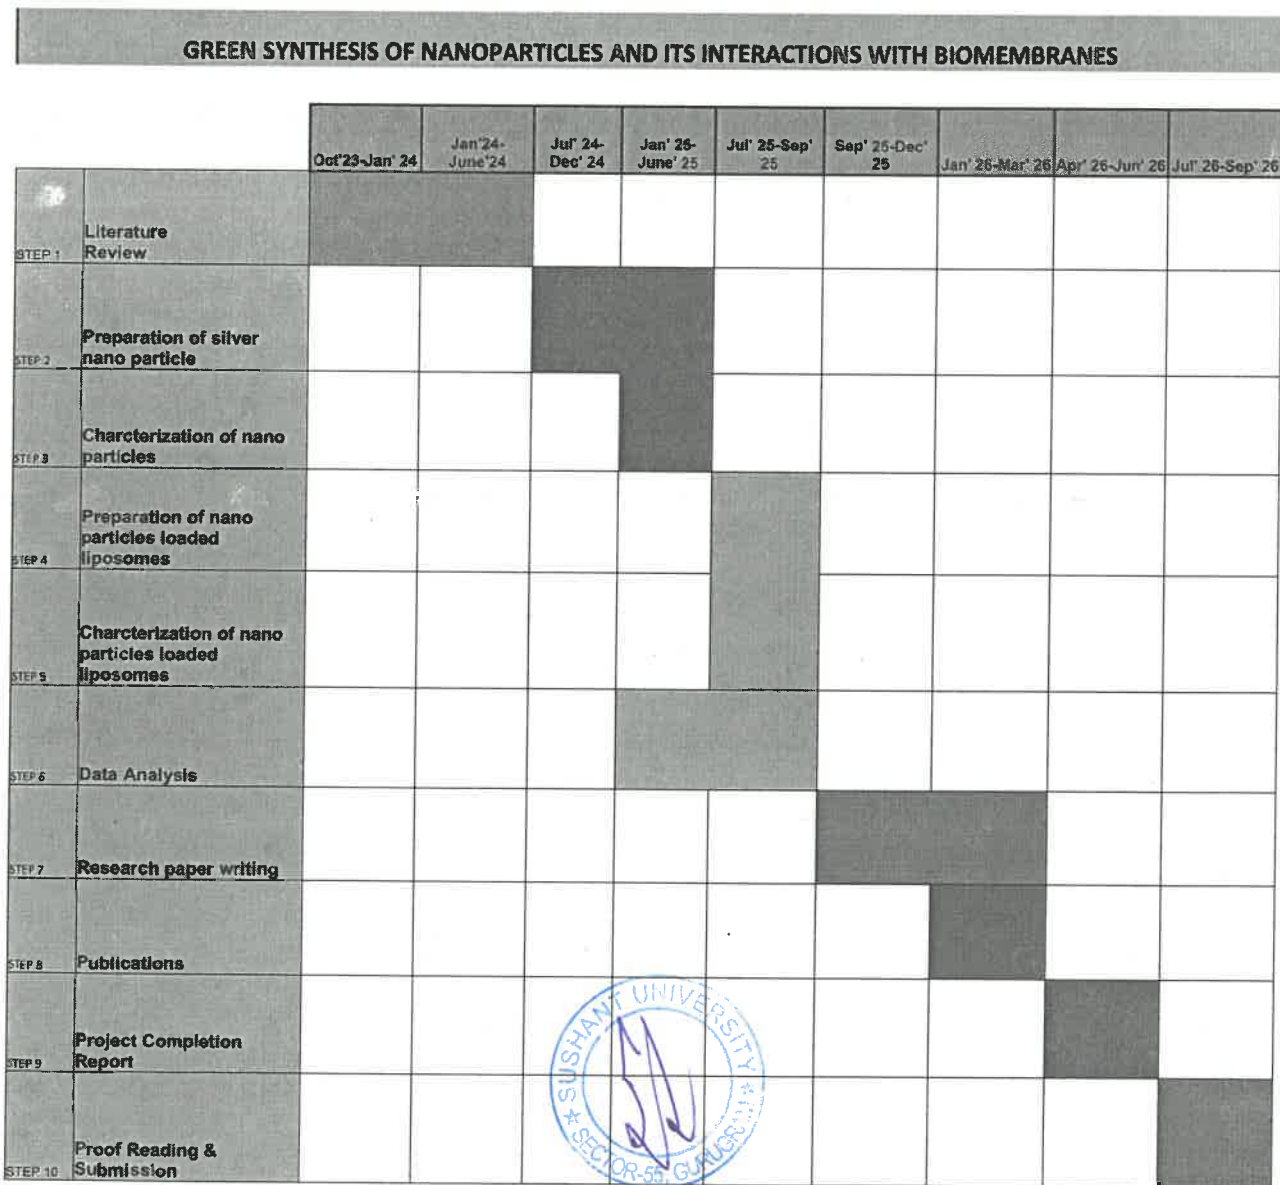 GREEN SYNTHESIS OF NANOPARTICLES AND ITS INTERACTIONS WITH BIOMEMBRANES
Oct'23-Jan' 24
Jan'24-
June'24
Jul' 24-
Dec' 24
Jan' 25-
June' 25
Jul' 25-Sep'
25
Sep' 25-Dec'
25
Jan' 26-Mar' 26
Apr' 26-Jun' 26
Jul' 26-Sep' 26
STEP 1
Literature
Review
STEP 2
Preparation of silver
nano particle
STEP 3
Charcterization of nano
particles
STEP 4
Preparation of nano
particles loaded
liposomes
STEP 5
Charcterization of nano
particles loaded
liposomes
STEP 6
Data Analysis
STEP 7
Research paper writing
STEP 8
Publications
STEP 9
Project Completion
Report
STEP 10
Proof Reading &
Submission
SUSHANT UNIVERSITY
SECTOR-55, GURUGR